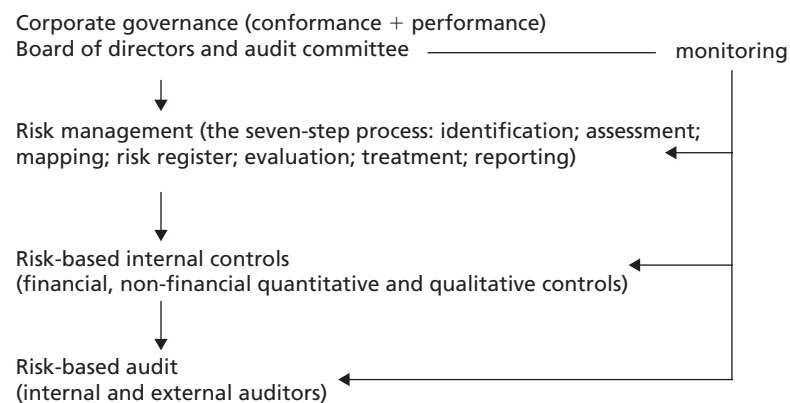 Corporate governance (conformance + performance)
Board of directors and audit committee
monitoring
Risk management (the seven-step process: identification; assessment;
mapping; risk register; evaluation; treatment; reporting)
Risk-based internal controls
(financial, non-financial quantitative and qualitative controls)
Risk-based audit
(internal and external auditors)